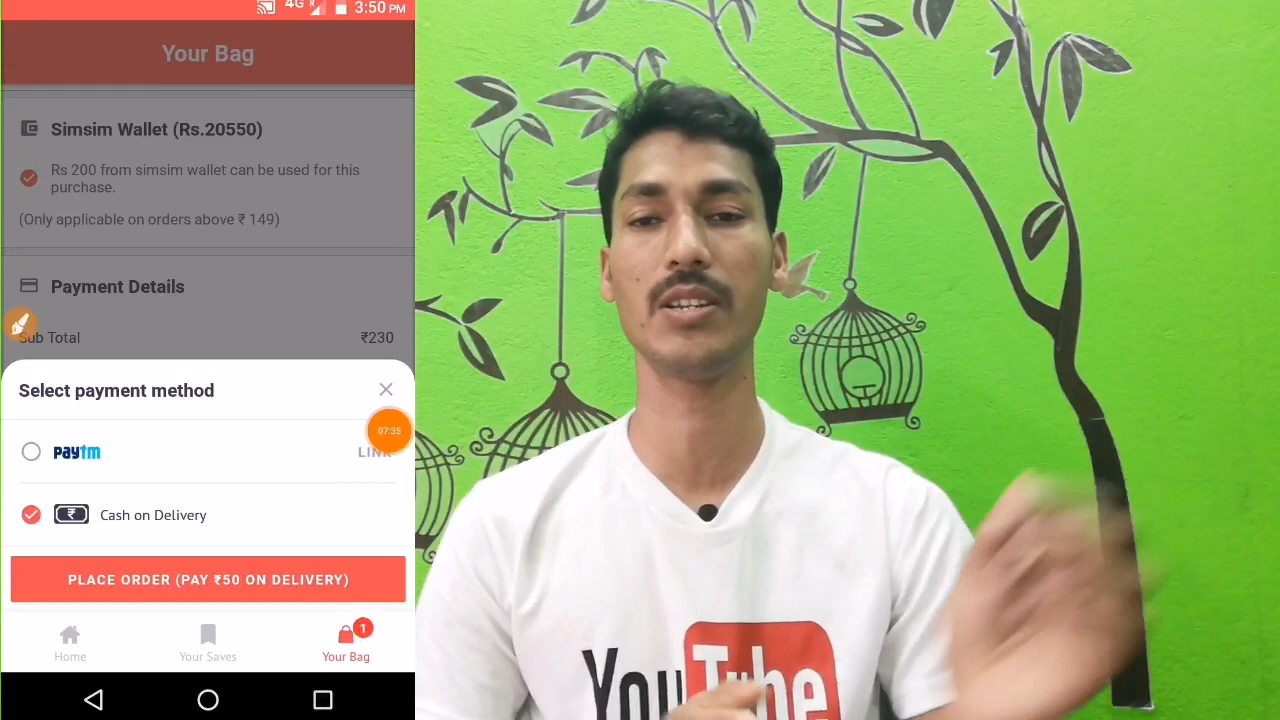 4G R 3:50 PM
Your Bag
Simsim Wallet (Rs.20550)
Rs 200 from simsim wallet can be used for this
purchase.
(Only applicable on orders above ₹ 149)
Payment Details
Sub Total ₹230
Select payment method
07:35
paytm LINK
₹ Cash on Delivery
PLACE ORDER (PAY ₹50 ON DELIVERY)
1
Home Your Saves Your Bag
YouTube